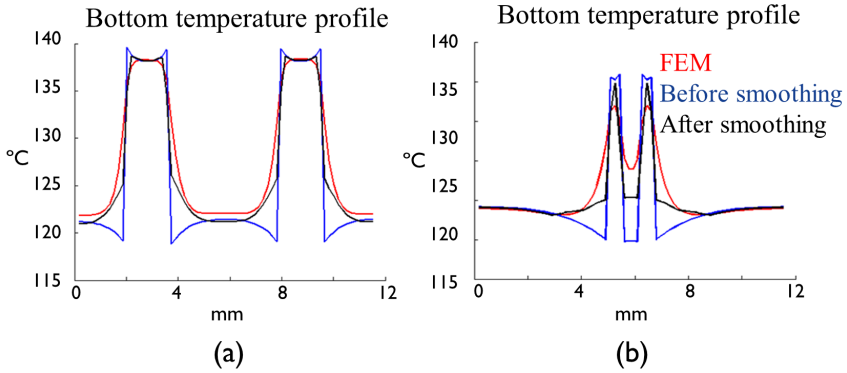 Bottom temperature profile
140
135
130
125
120
115
°C
0 4 8 12
mm
(a)
Bottom temperature profile
140
135
130
125
120
115
°C
FEM
Before smoothing
After smoothing
0 4 8 12
mm
(b)